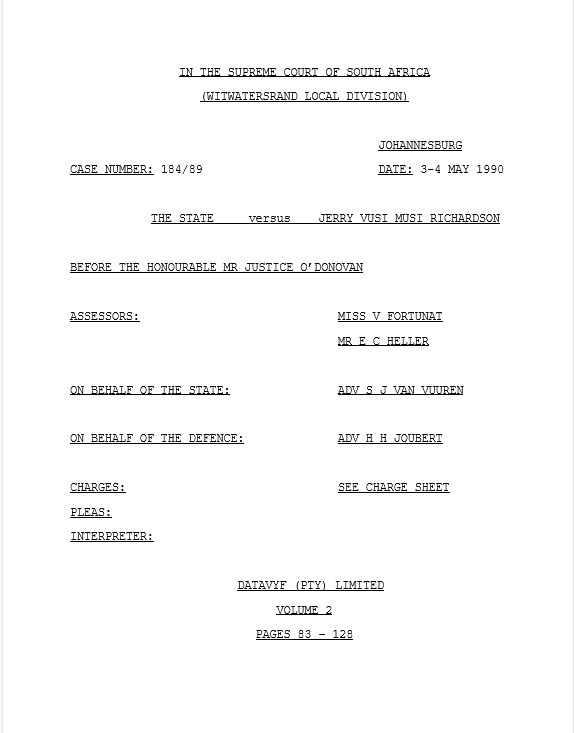 IN THE SUPREME COURT OF SOUTH AFRICA
(WITWATERSRAND LOCAL DIVISION)
JOHANNESBURG
CASE NUMBER: 184/89 DATE: 3-4 MAY 1990
THE STATE versus JERRY VUSI MUSI RICHARDSON
BEFORE THE HONOURABLE MR JUSTICE O'DONOVAN
ASSESSORS: MISS V FORTUNAT
MR E C HELLER
ON BEHALF OF THE STATE: ADV S J VAN VUUREN
ON BEHALF OF THE DEFENCE: ADV H H JOUBERT
CHARGES: SEE CHARGE SHEET
PLEAS:
INTERPRETER:
DATAVYF (PTY) LIMITED
VOLUME 2
PAGES 83 – 128